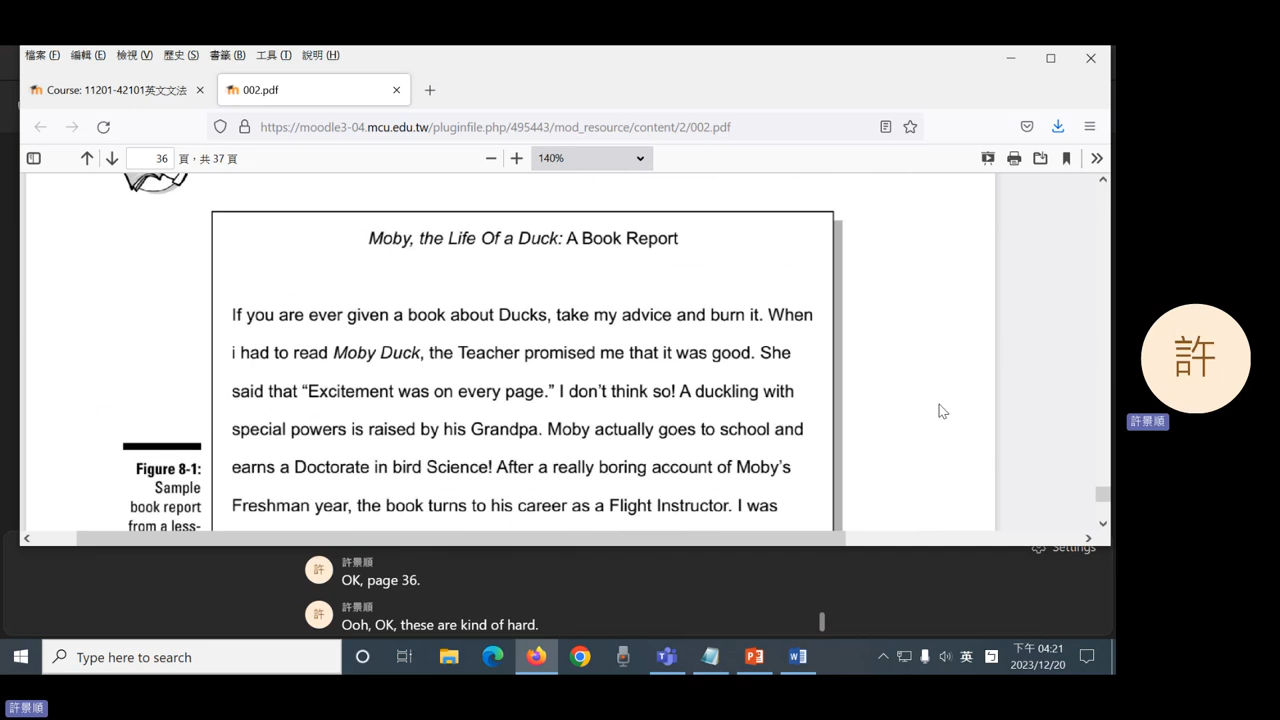 檔案(F) 編輯(E) 檢視(V) 歷史(S) 書籤(B) 工具(T) 說明(H)
Course: 11201-42101英文文法
002.pdf
https://moodle3-04.mcu.edu.tw/pluginfile.php/495443/mod_resource/content/2/002.pdf
36 頁，共 37 頁
140%
Moby, the Life Of a Duck: A Book Report
If you are ever given a book about Ducks, take my advice and burn it. When
i had to read Moby Duck, the Teacher promised me that it was good. She
said that “Excitement was on every page.” I don’t think so! A duckling with
special powers is raised by his Grandpa. Moby actually goes to school and
earns a Doctorate in bird Science! After a really boring account of Moby’s
Freshman year, the book turns to his career as a Flight Instructor. I was
Figure 8-1:
Sample
book report
from a less-
許
許景順
Settings
許
許景順
OK, page 36.
許
許景順
Ooh, OK, these are kind of hard.
Type here to search
英
下午 04:21
2023/12/20
許景順